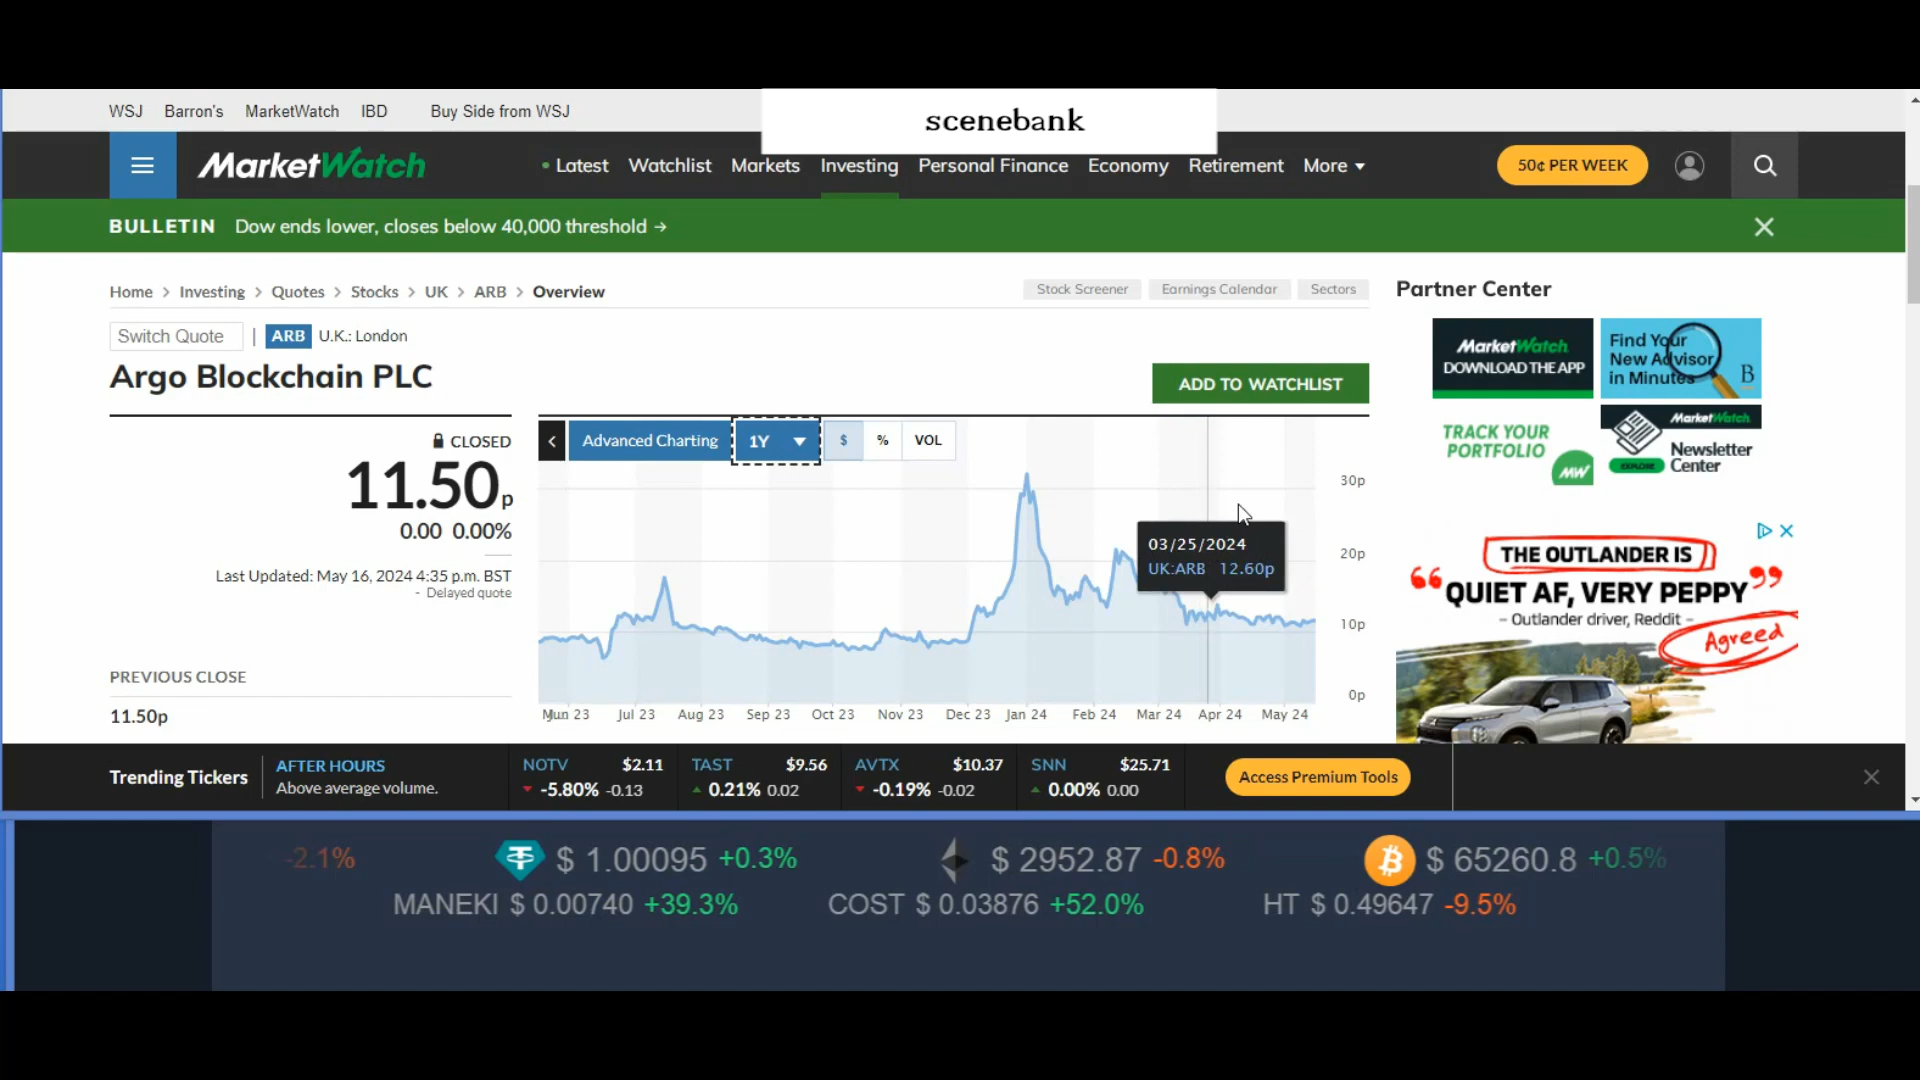 WSJ Barron's MarketWatch IBD Buy Side from WSJ
scenebank
MarketWatch
Latest Watchlist Markets Investing Personal Finance Economy Retirement More
50¢ PER WEEK
BULLETIN Dow ends lower, closes below 40,000 threshold →
Home > Investing > Quotes > Stocks > UK > ARB > Overview
Stock Screener Earnings Calendar Sectors
Switch Quote | ARB U.K.: London
Argo Blockchain PLC
ADD TO WATCHLIST
CLOSED
11.50p
0.00 0.00%
Last Updated: May 16, 2024 4:35 p.m. BST
- Delayed quote
PREVIOUS CLOSE
11.50p
Advanced Charting 1Y $ % VOL
30p
20p
10p
0p
03/25/2024
UK:ARB 12.60p
Jun 23 Jul 23 Aug 23 Sep 23 Oct 23 Nov 23 Dec 23 Jan 24 Feb 24 Mar 24 Apr 24 May 24
Partner Center
MarketWatch
DOWNLOAD THE APP
Find Your
New Advisor
in Minutes
B
TRACK YOUR
PORTFOLIO
MW
MarketWatch
Newsletter
Center
EXPLORE
THE OUTLANDER IS
“QUIET AF, VERY PEPPY”
– Outlander driver, Reddit –
Agreed
Trending Tickers
AFTER HOURS
Above average volume.
NOTV $2.11
-5.80% -0.13
TAST $9.56
0.21% 0.02
AVTX $10.37
-0.19% -0.02
SNN $25.71
0.00% 0.00
Access Premium Tools
-2.1% $ 1.00095 +0.3% $ 2952.87 -0.8% $ 65260.8 +0.5%
MANEKI $ 0.00740 +39.3% COST $ 0.03876 +52.0% HT $ 0.49647 -9.5%